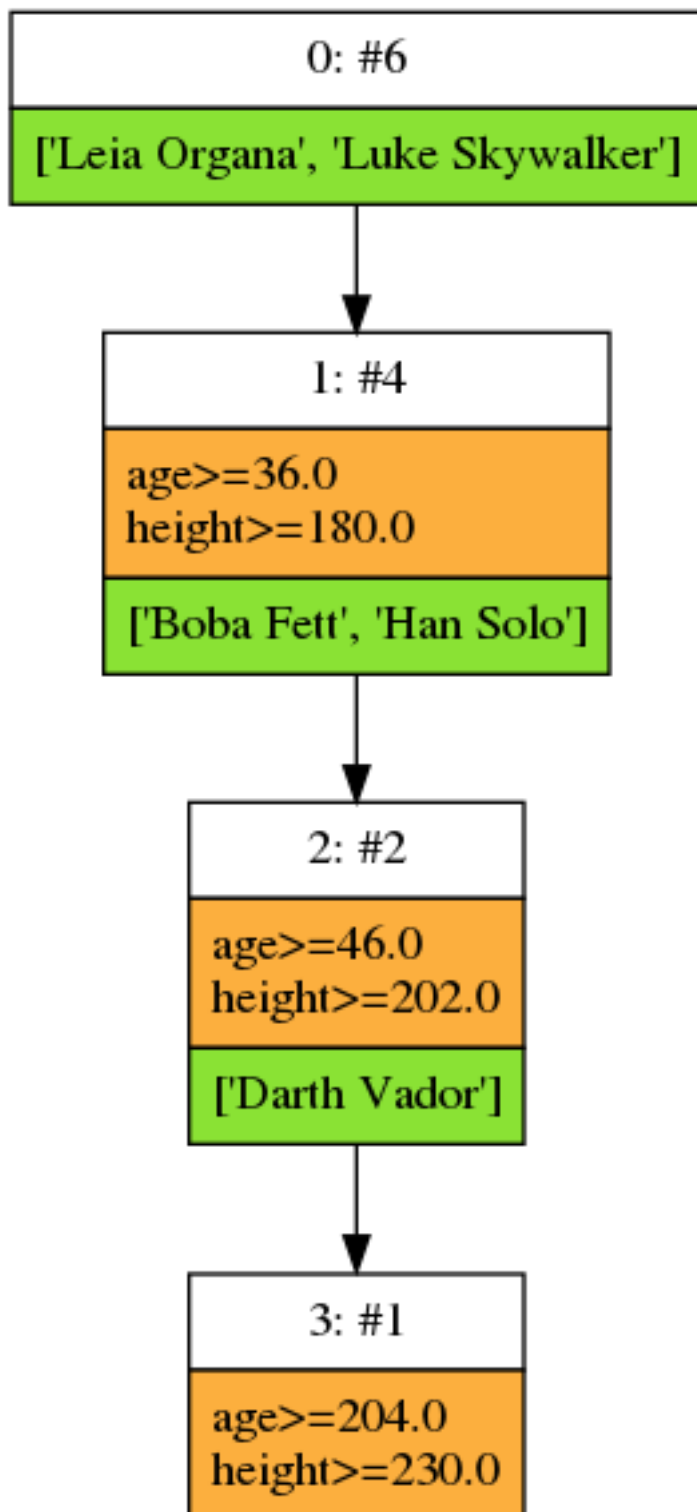 0: #6
['Leia Organa', 'Luke Skywalker']
1: #4
age>=36.0
height>=180.0
['Boba Fett', 'Han Solo']
2: #2
age>=46.0
height>=202.0
['Darth Vador']
3: #1
age>=204.0
height>=230.0